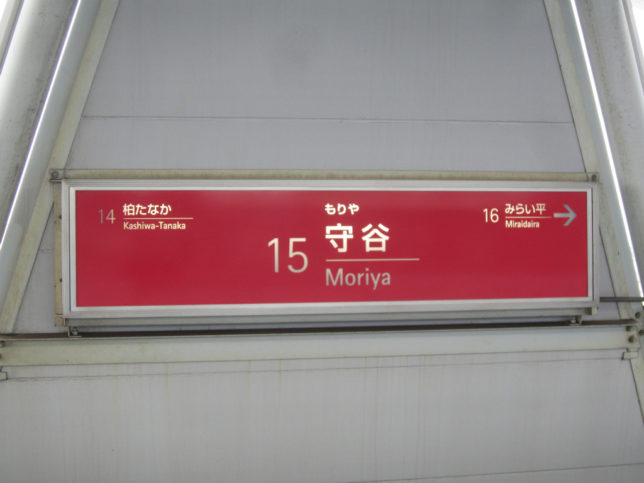 14 柏たなか
Kashiwa-Tanaka
もりや
15 守谷
Moriya
16 みらい平 →
Miraidaira